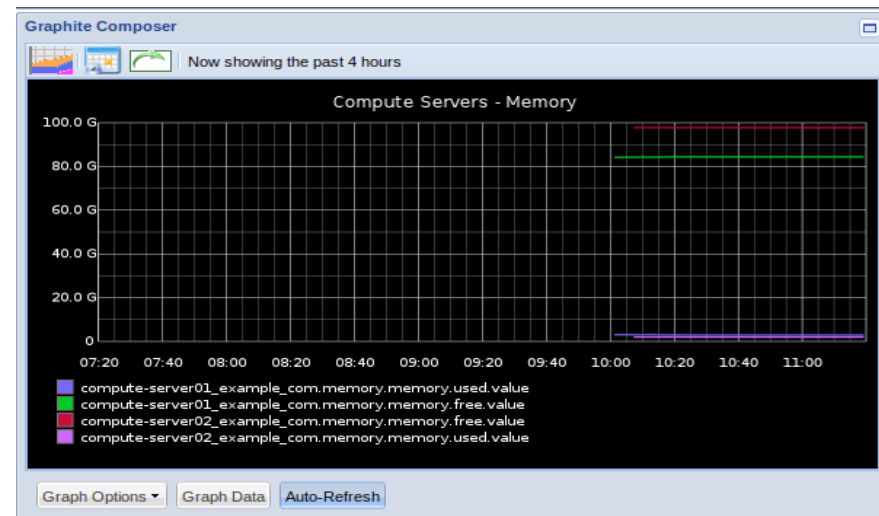 Graphite Composer
Now showing the past 4 hours
Compute Servers - Memory
100.0 G
80.0 G
60.0 G
40.0 G
20.0 G
0
07:20 07:40 08:00 08:20 08:40 09:00 09:20 09:40 10:00 10:20 10:40 11:00
compute-server01_example_com.memory.memory.used.value
compute-server01_example_com.memory.memory.free.value
compute-server02_example_com.memory.memory.free.value
compute-server02_example_com.memory.memory.used.value
Graph Options Graph Data Auto-Refresh